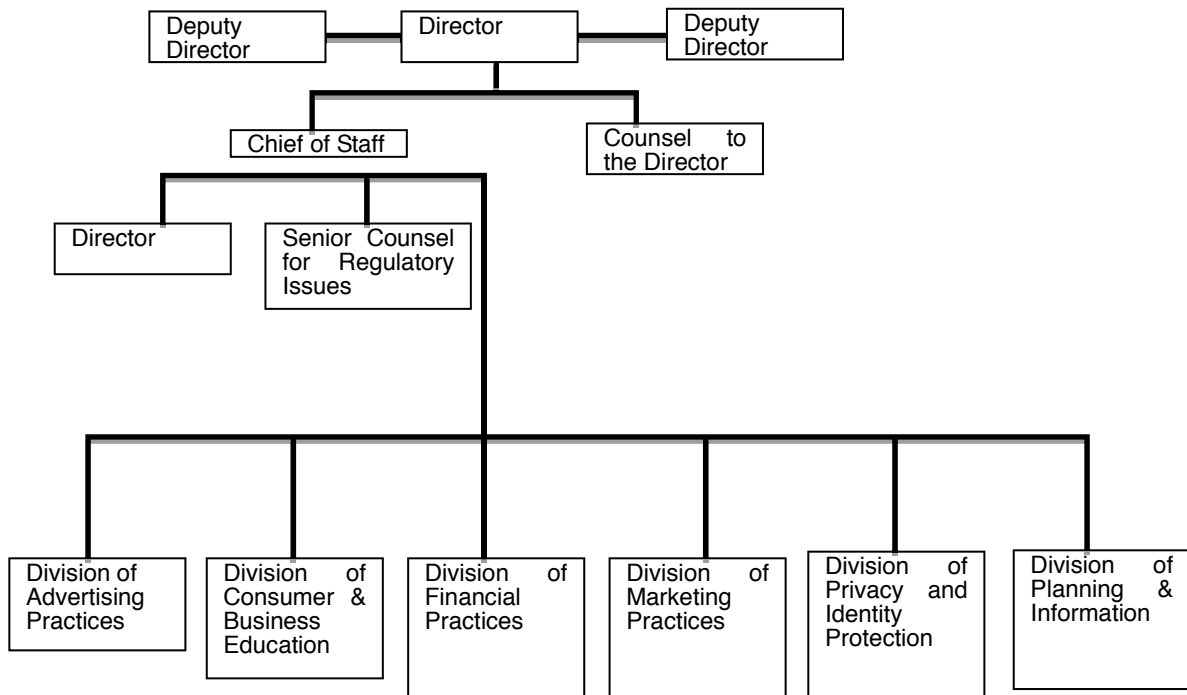 Deputy
Director
Director
Deputy
Director
Chief of Staff
Counsel to
the Director
Director
Senior Counsel
for Regulatory
Issues
Division of
Advertising
Practices
Division of
Consumer &
Business
Education
Division of
Financial
Practices
Division of
Marketing
Practices
Division of
Privacy and
Identity
Protection
Division of
Planning &
Information